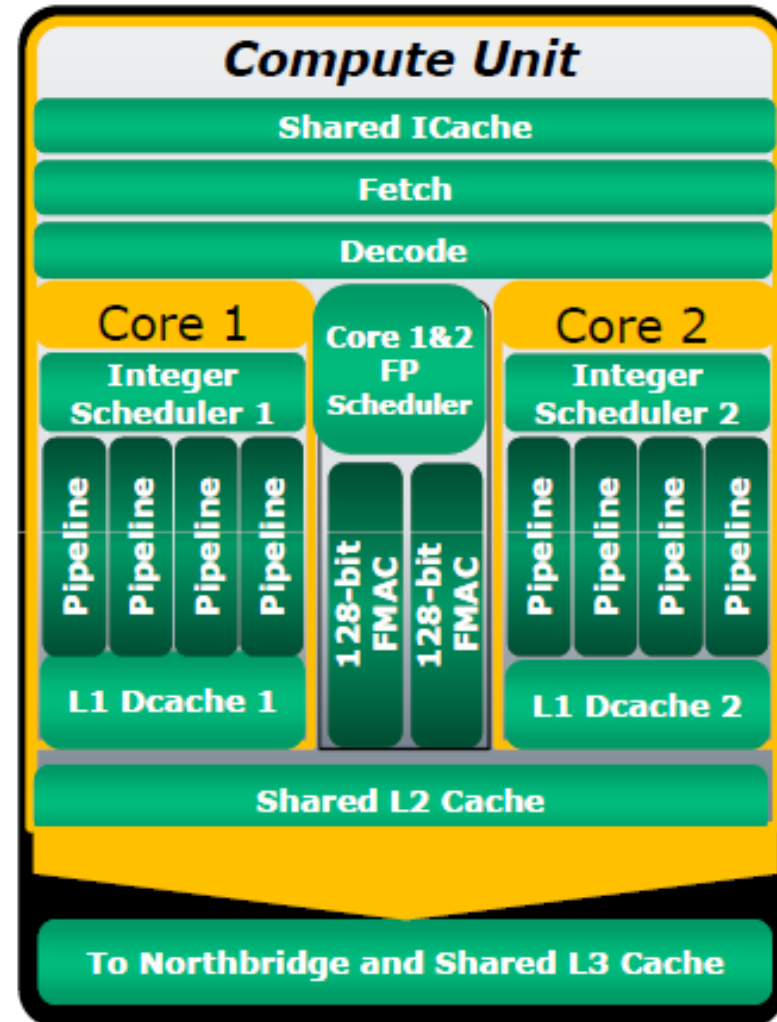 Compute Unit
Shared ICache
Fetch
Decode
Core 1
Integer
Scheduler 1
Pipeline
Pipeline
Pipeline
Pipeline
L1 Dcache 1
Core 1&2
FP
Scheduler
128-bit
FMAC
128-bit
FMAC
Core 2
Integer
Scheduler 2
Pipeline
Pipeline
Pipeline
Pipeline
L1 Dcache 2
Shared L2 Cache
To Northbridge and Shared L3 Cache